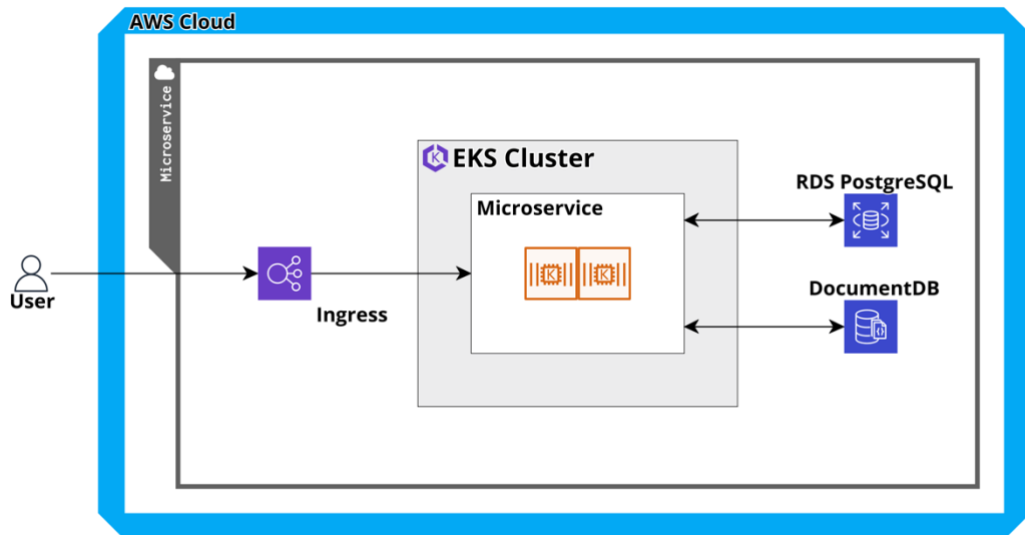 AWS Cloud
Microservice
EKS Cluster
Microservice
RDS PostgreSQL
User
Ingress
DocumentDB